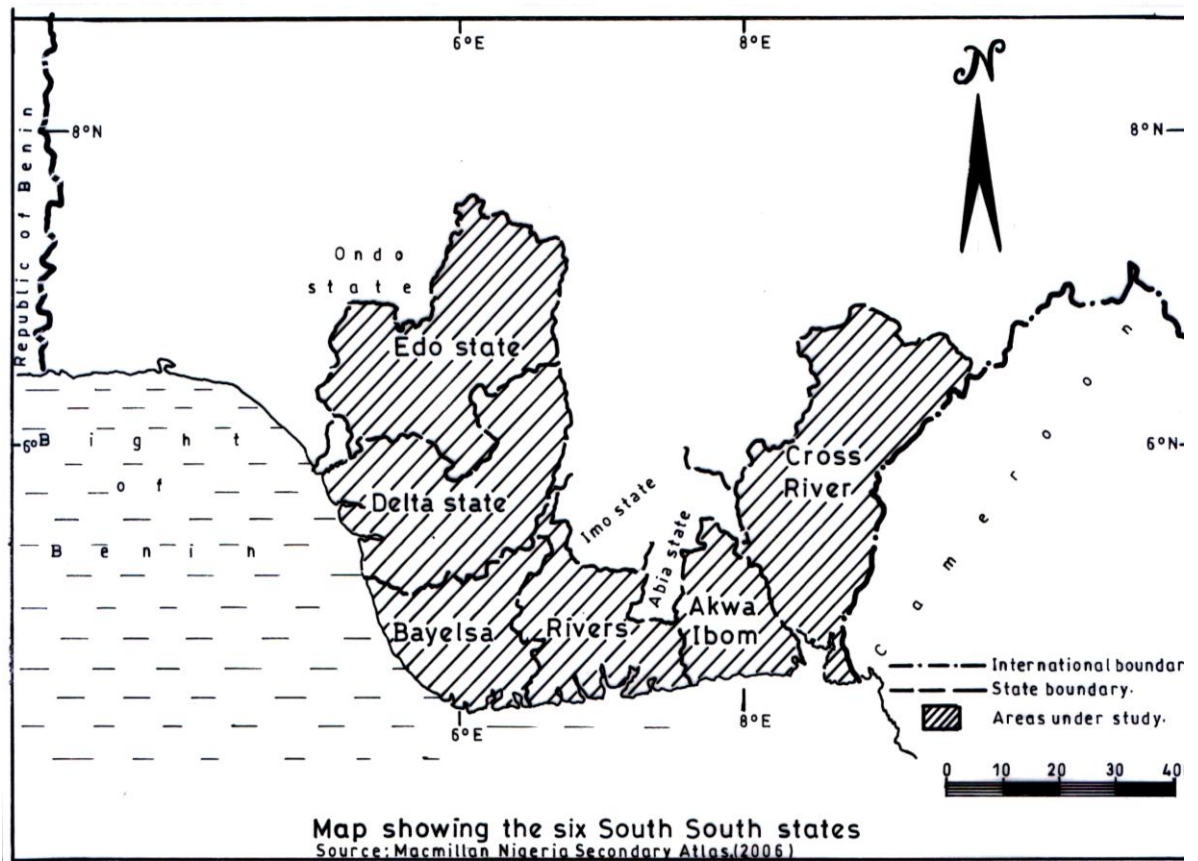 6°E
8°E
N
Republic of Benin
8°N
8°N
Ondo
state
Edo state
6°
6°N
Bight
of
Benin
Delta state
Cross
River
Imo state
Abia state
Cameroon
Bayelsa
Rivers
Akwa
Ibom
International boundar
State boundary.
Areas under study.
6°E
8°E
0 10 20 30 40
Map showing the six South South states
Source: Macmillan Nigeria Secondary Atlas,(2006)